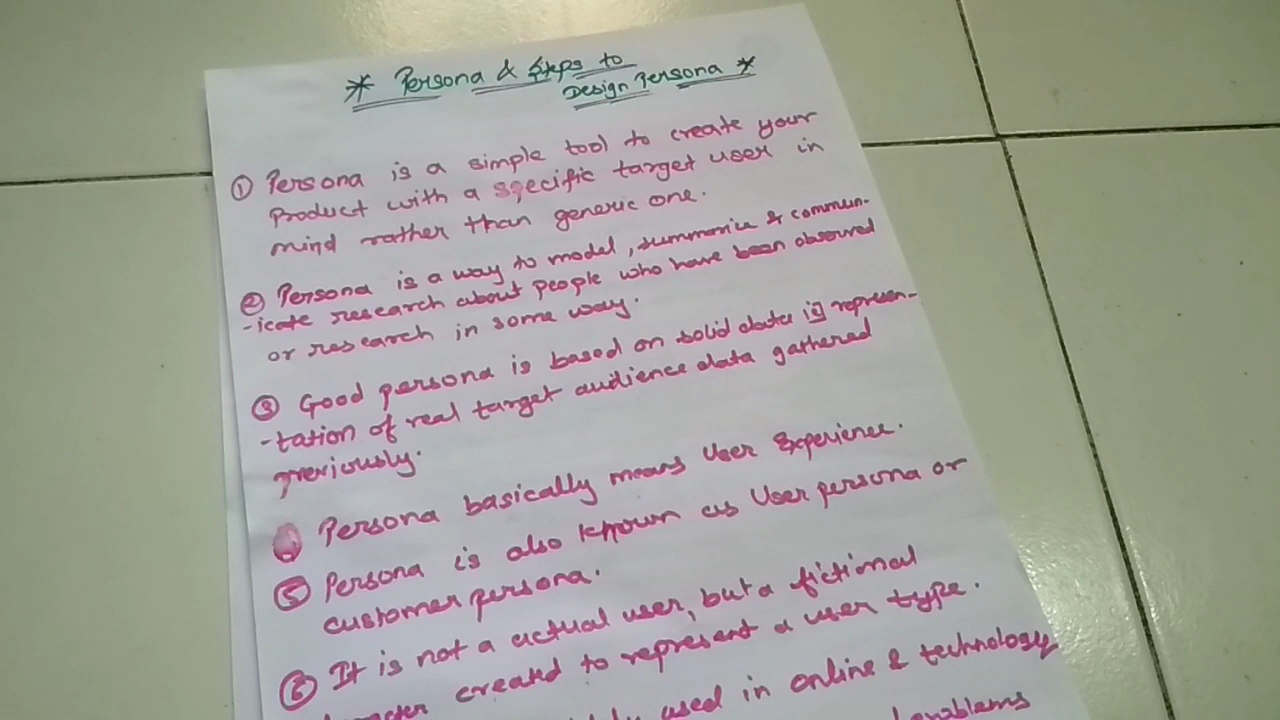 * Persona & Steps to
Design Persona *
① Persona is a simple tool to create your
product with a specific target user in
mind rather than generic one.
② Persona is a way to model, summarize & commun-
-icate research about people who have been observed
or research in some way.
③ Good persona is based on solid data is represen-
-tation of real target audience data gathered
previously.
Persona basically means User Experience.
⑤ Persona is also known as User persona or
customer persona.
⑥ It is not a actual user, but a fictional
created to represent a user type.
used in online & technology
problems